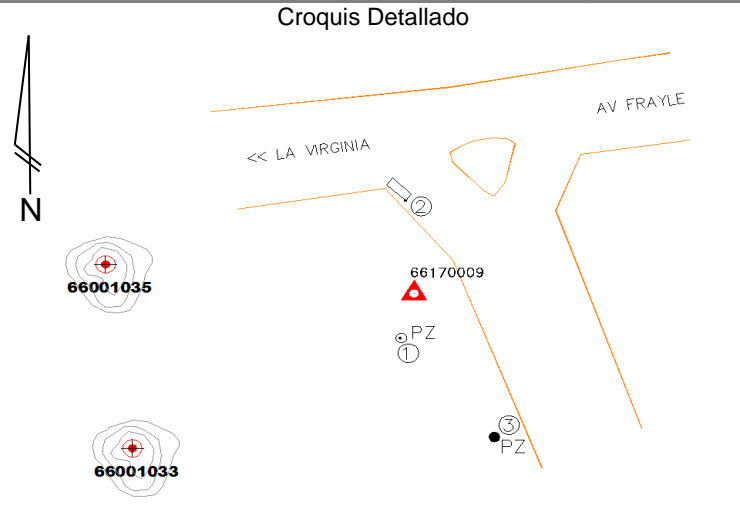 Croquis Detallado
AV FRAYLE
<< LA VIRGINIA
N
2
66001035
66170009
PZ
1
3
PZ
66001033